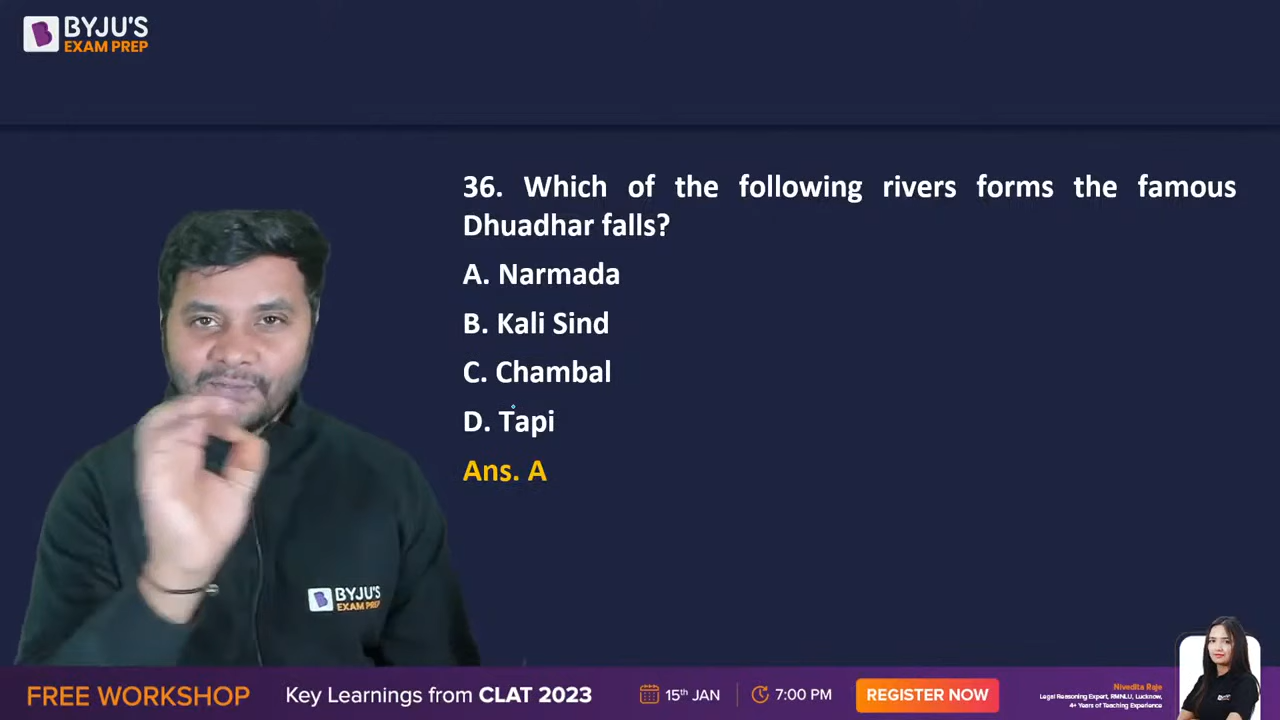 BYJU'S
EXAM PREP
36. Which of the following rivers forms the famous
Dhuadhar falls?
A. Narmada
B. Kali Sind
C. Chambal
D. Tapi
Ans. A
BYJU'S
EXAM PREP
FREE WORKSHOP Key Learnings from CLAT 2023 15th JAN 7:00 PM REGISTER NOW
Nivedita Raje
Legal Reasoning Expert, RMNLU, Lucknow,
4+ Years of Teaching Experience